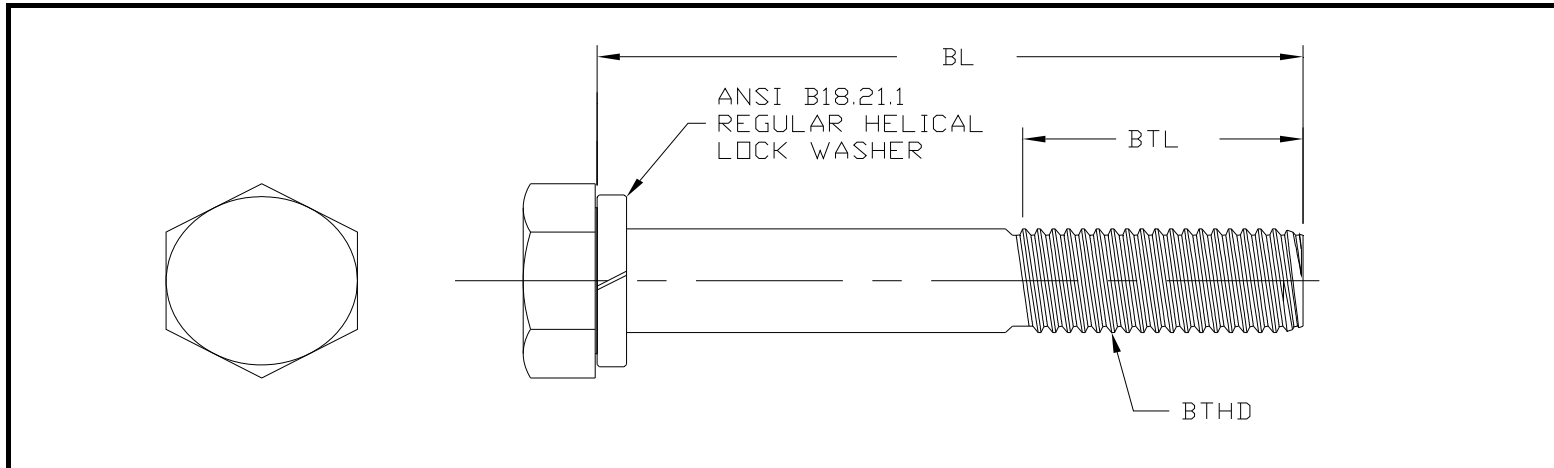 BL
ANSI B18.21.1
REGULAR HELICAL
LOCK WASHER
BTL
BTHD